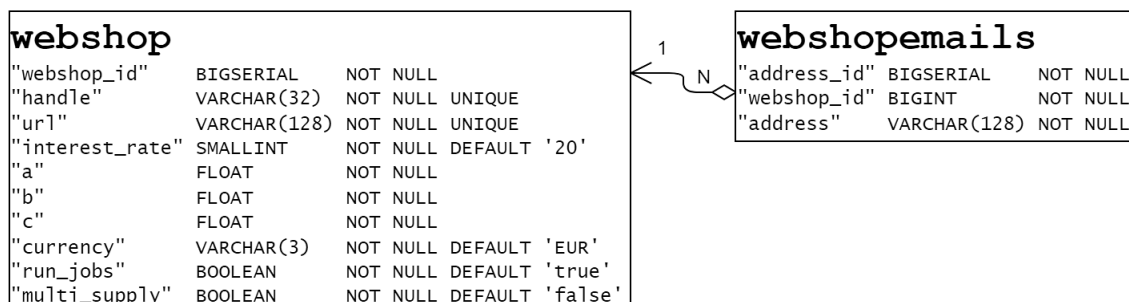 webshop
"webshop_id" BIGSERIAL NOT NULL
"handle" VARCHAR(32) NOT NULL UNIQUE
"url" VARCHAR(128) NOT NULL UNIQUE
"interest_rate" SMALLINT NOT NULL DEFAULT '20'
"a" FLOAT NOT NULL
"b" FLOAT NOT NULL
"c" FLOAT NOT NULL
"currency" VARCHAR(3) NOT NULL DEFAULT 'EUR'
"run_jobs" BOOLEAN NOT NULL DEFAULT 'true'
"multi_supply" BOOLEAN NOT NULL DEFAULT 'false'
1
N
webshopemails
"address_id" BIGSERIAL NOT NULL
"webshop_id" BIGINT NOT NULL
"address" VARCHAR(128) NOT NULL